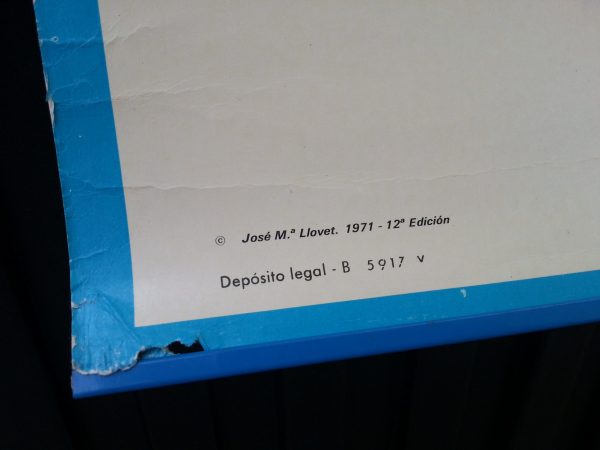 © José M.ª Llovet. 1971 - 12ª Edición
Depósito legal - B 5917 v